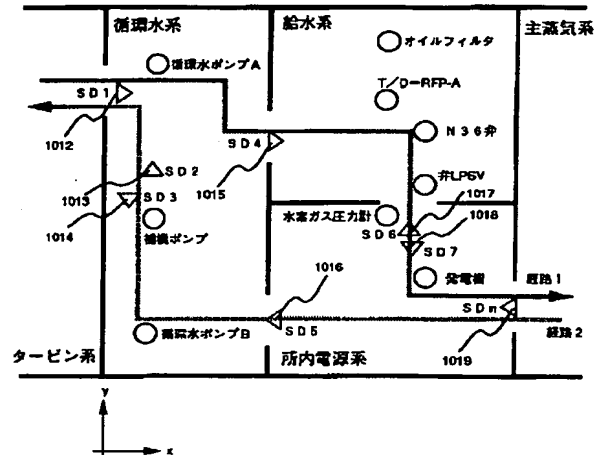 循環水系
給水系
主蒸気系
循環水ポンプA
オイルフィルタ
T/D-RFP-A
SD1
1012
N36弁
SD4
1015
SD2
1013
SD3
1014
弁LPSV
1017
1018
水素ガス圧力計
SD6
SD7
ポンプ
1016
発電機
経路1
SDn
経路2
1019
循環水ポンプB
SD5
タービン系
所内電源系
y
x